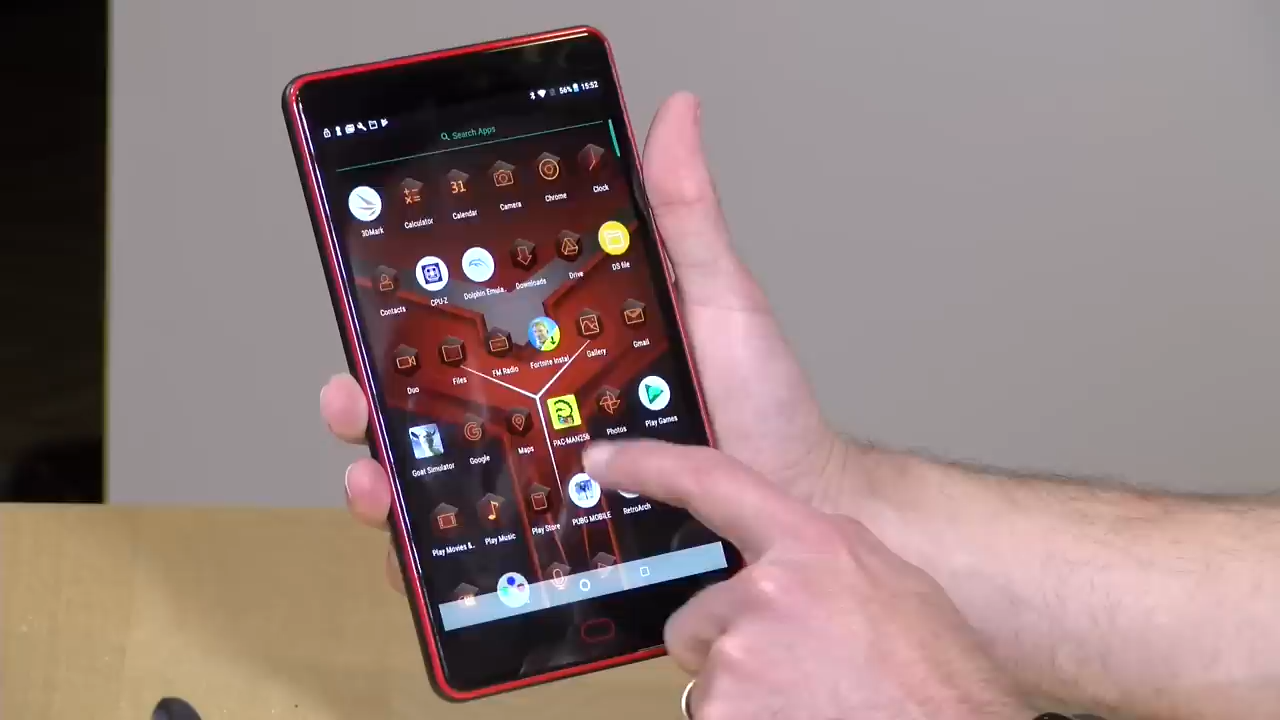 56% 15:52
Search Apps
3DMark Calculator Calendar Camera Chrome Clock
31
Contacts CPU-Z Dolphin Emula.. Downloads Drive DS file
Duo Files FM Radio Fortnite Instal Gallery Gmail
Goat Simulator Google Maps PAC-MAN256 Photos Play Games
Play Movies &.. Play Music Play Store PUBG MOBILE RetroArch